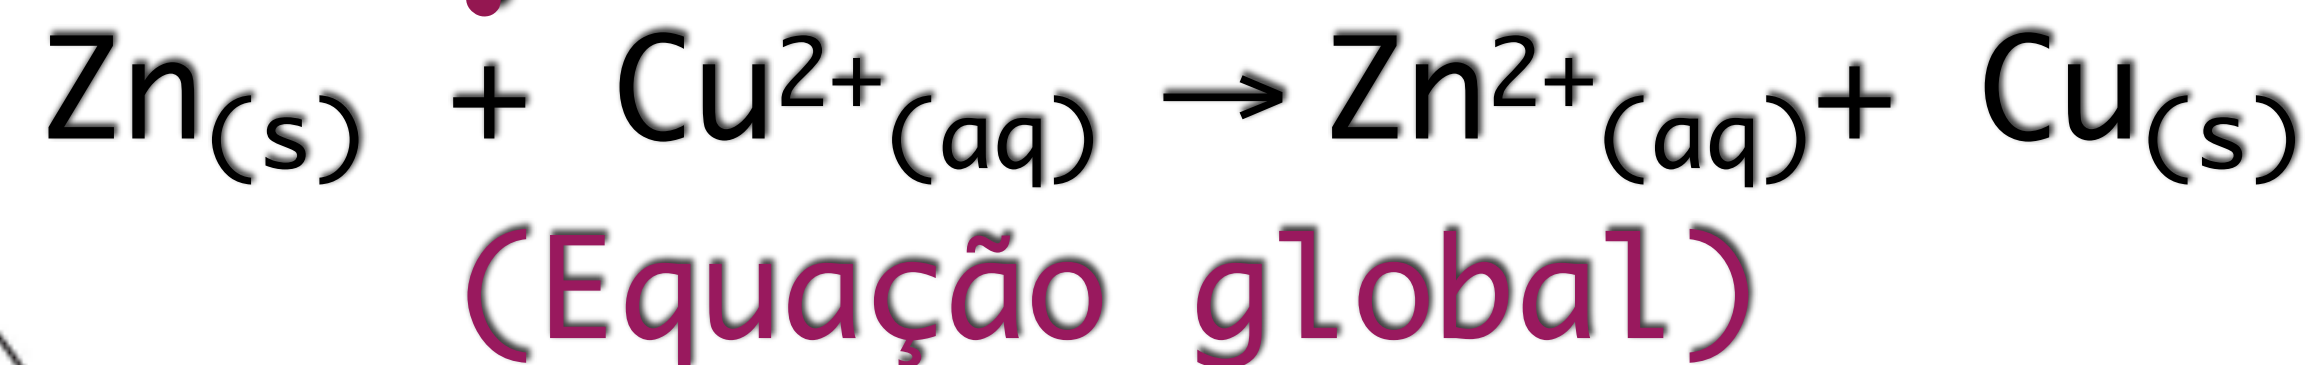 Zn(s) + Cu²⁺(aq) → Zn²⁺(aq)+ Cu(s)
(Equação global)